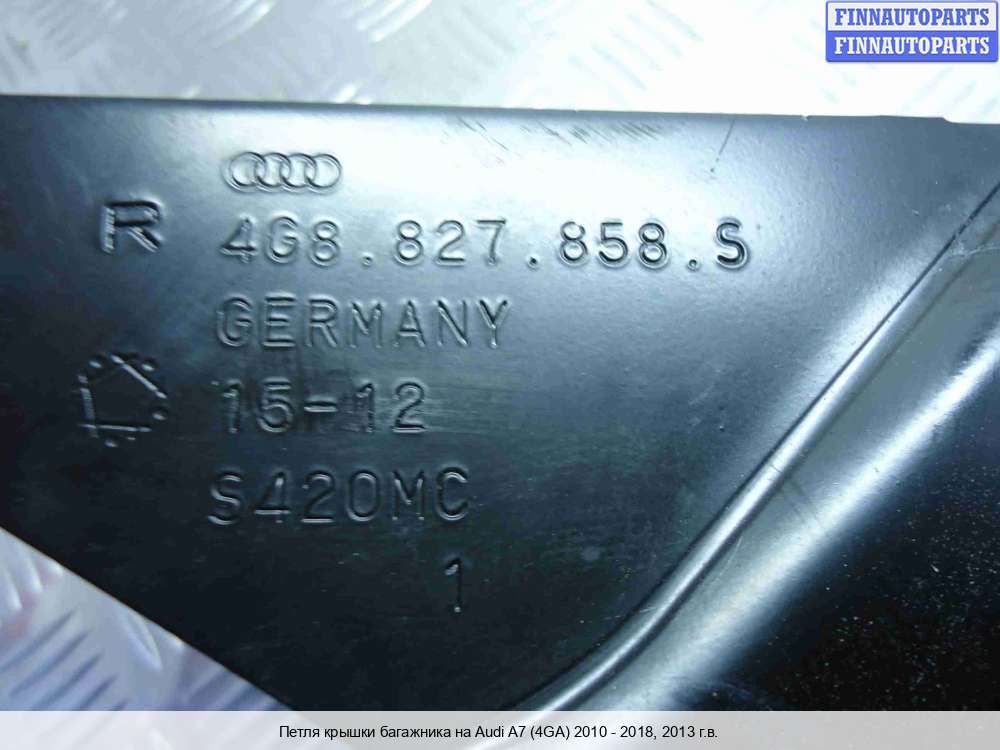 FINNAUTOPARTS
FINNAUTOPARTS
R 4G8.827.858.S
GERMANY
15-12
S420MC
1
Петля крышки багажника на Audi A7 (4GA) 2010 - 2018, 2013 г.в.